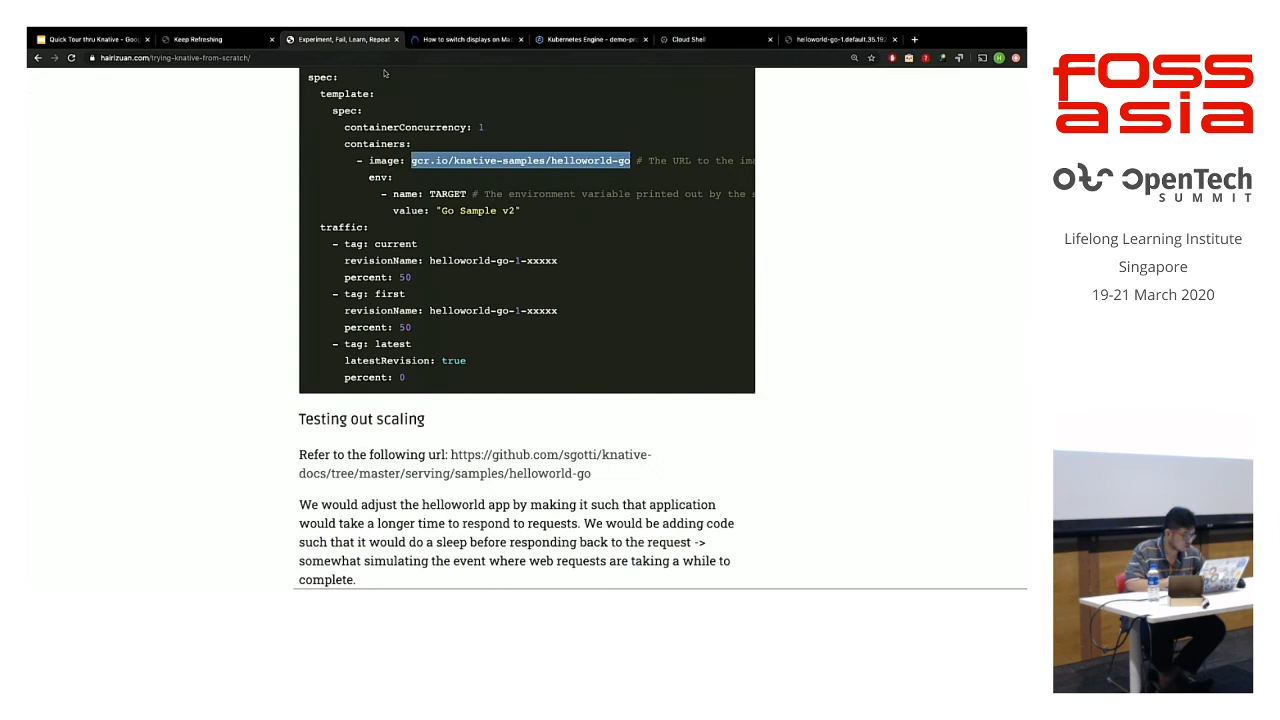 Quick Tour thru Knative - Goo
Keep Refreshing
Experiment, Fail, Learn, Repeat
How to switch displays on Mac
Kubernetes Engine - demo-pro
Cloud Shell
helloworld-go-1.default.35.192
hairizuan.com/trying-knative-from-scratch/
spec:
template:
spec:
containerConcurrency: 1
containers:
- image: gcr.io/knative-samples/helloworld-go # The URL to the ima
env:
- name: TARGET # The environment variable printed out by the s
value: "Go Sample v2"
traffic:
- tag: current
revisionName: helloworld-go-1-xxxxx
percent: 50
- tag: first
revisionName: helloworld-go-1-xxxxx
percent: 50
- tag: latest
latestRevision: true
percent: 0
Testing out scaling
Refer to the following url: https://github.com/sgotti/knative-
docs/tree/master/serving/samples/helloworld-go
We would adjust the helloworld app by making it such that application
would take a longer time to respond to requests. We would be adding code
such that it would do a sleep before responding back to the request ->
somewhat simulating the event where web requests are taking a while to
complete.
FOSS
asia
OpenTech
SUMMIT
Lifelong Learning Institute
Singapore
19-21 March 2020